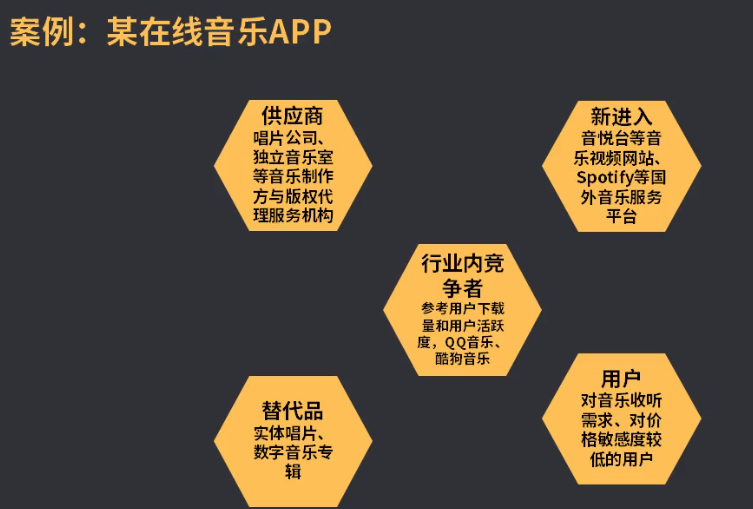 案例：某在线音乐APP
供应商
唱片公司、
独立音乐室
等音乐制作
方与版权代
理服务机构
新进入
音悦台等音
乐视频网站、
Spotify等国
外音乐服务
平台
行业内竞
争者
参考用户下载
量和用户活跃
度，QQ音乐、
酷狗音乐
替代品
实体唱片、
数字音乐专
辑
用户
对音乐收听
需求、对价
格敏感度较
低的用户